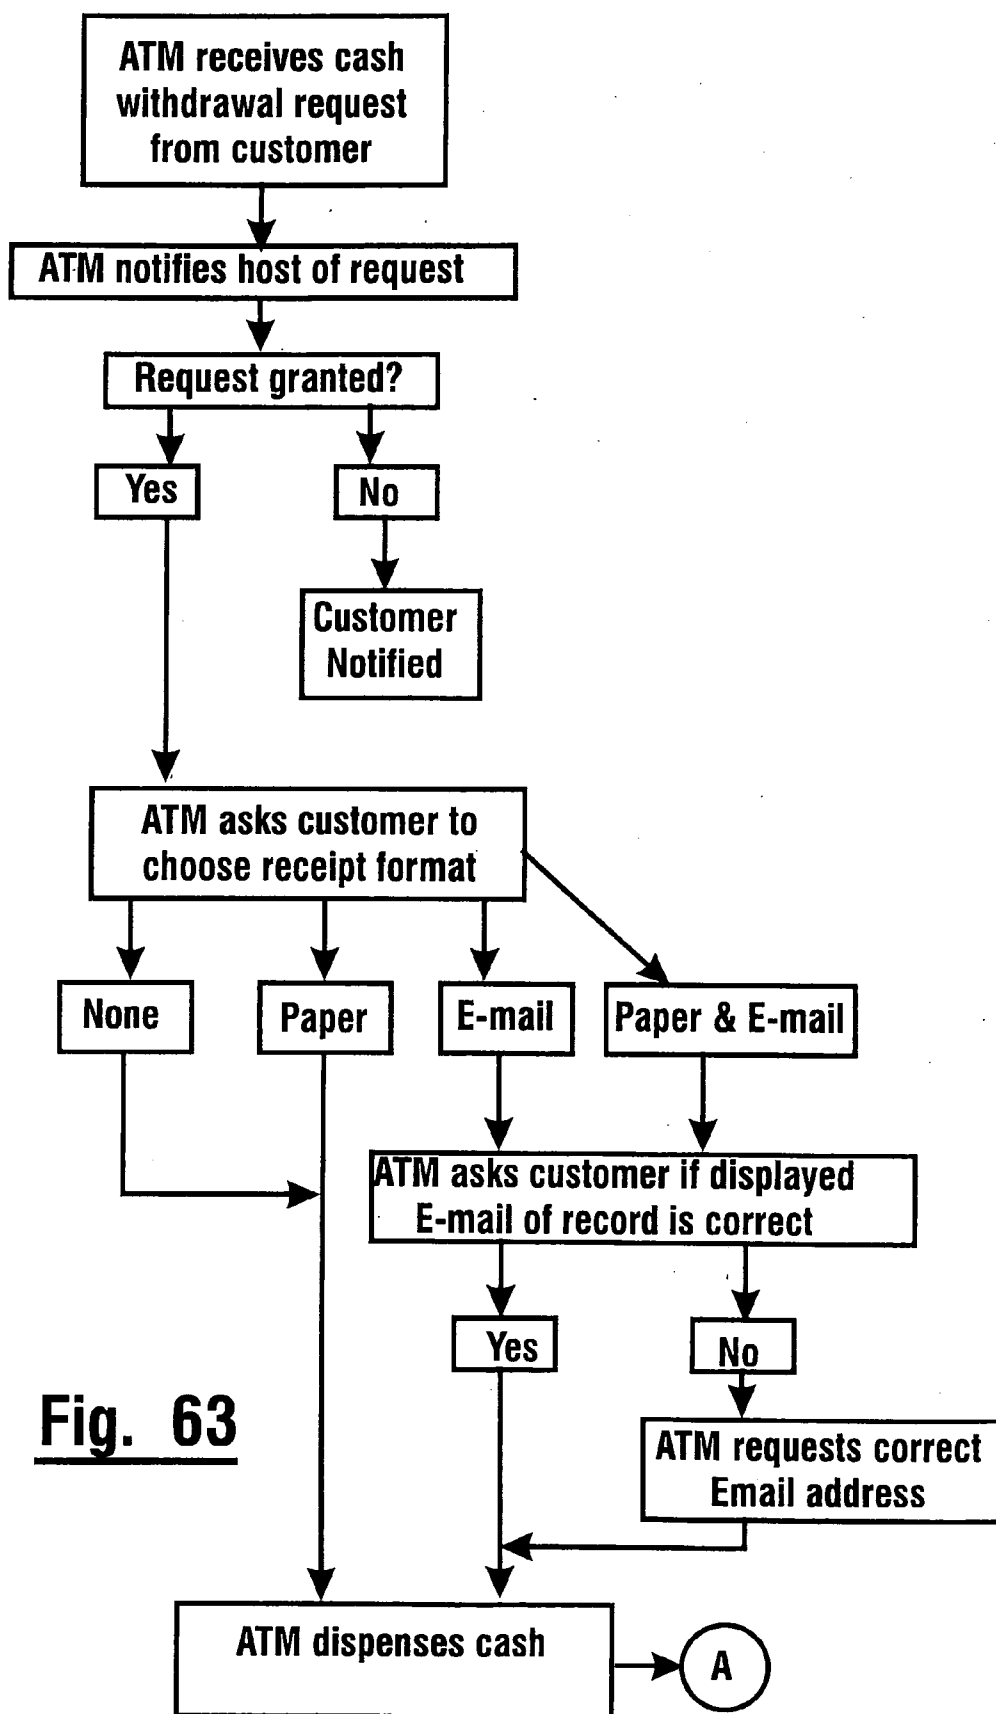 ATM receives cash
withdrawal request
from customer
ATM notifies host of request
Request granted?
Yes
No
Customer
Notified
ATM asks customer to
choose receipt format
None
Paper
E-mail
Paper & E-mail
ATM asks customer if displayed
E-mail of record is correct
Yes
No
Fig. 63
ATM requests correct
Email address
ATM dispenses cash
A